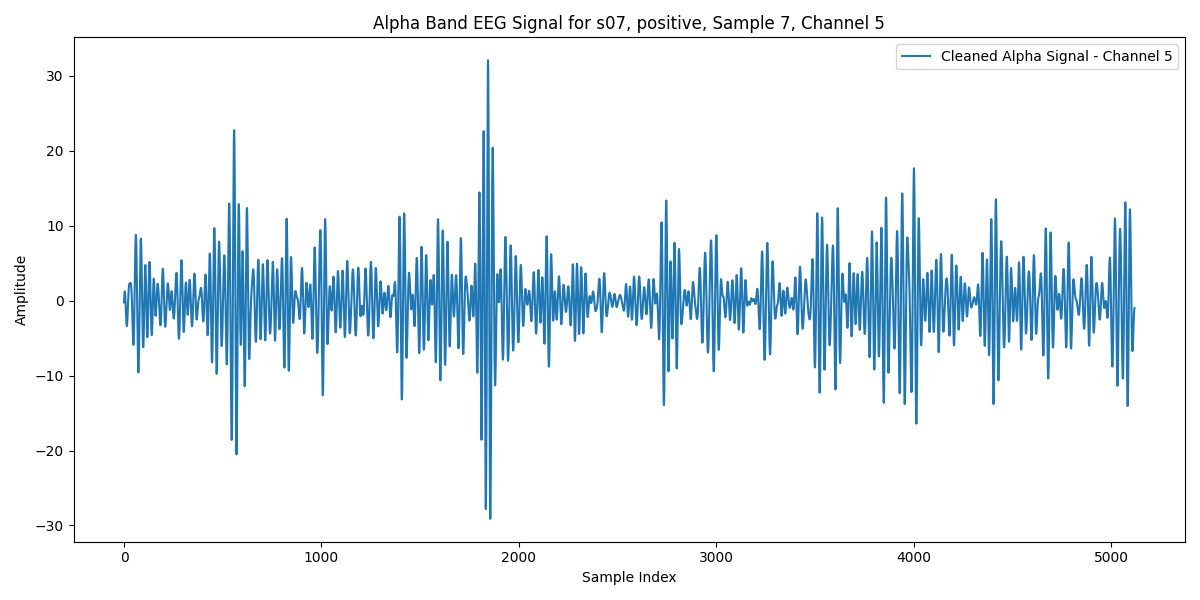 Alpha Band EEG Signal for s07, positive, Sample 7, Channel 5
Cleaned Alpha Signal - Channel 5
Amplitude
30
20
10
0
−10
−20
−30
0 1000 2000 3000 4000 5000
Sample Index